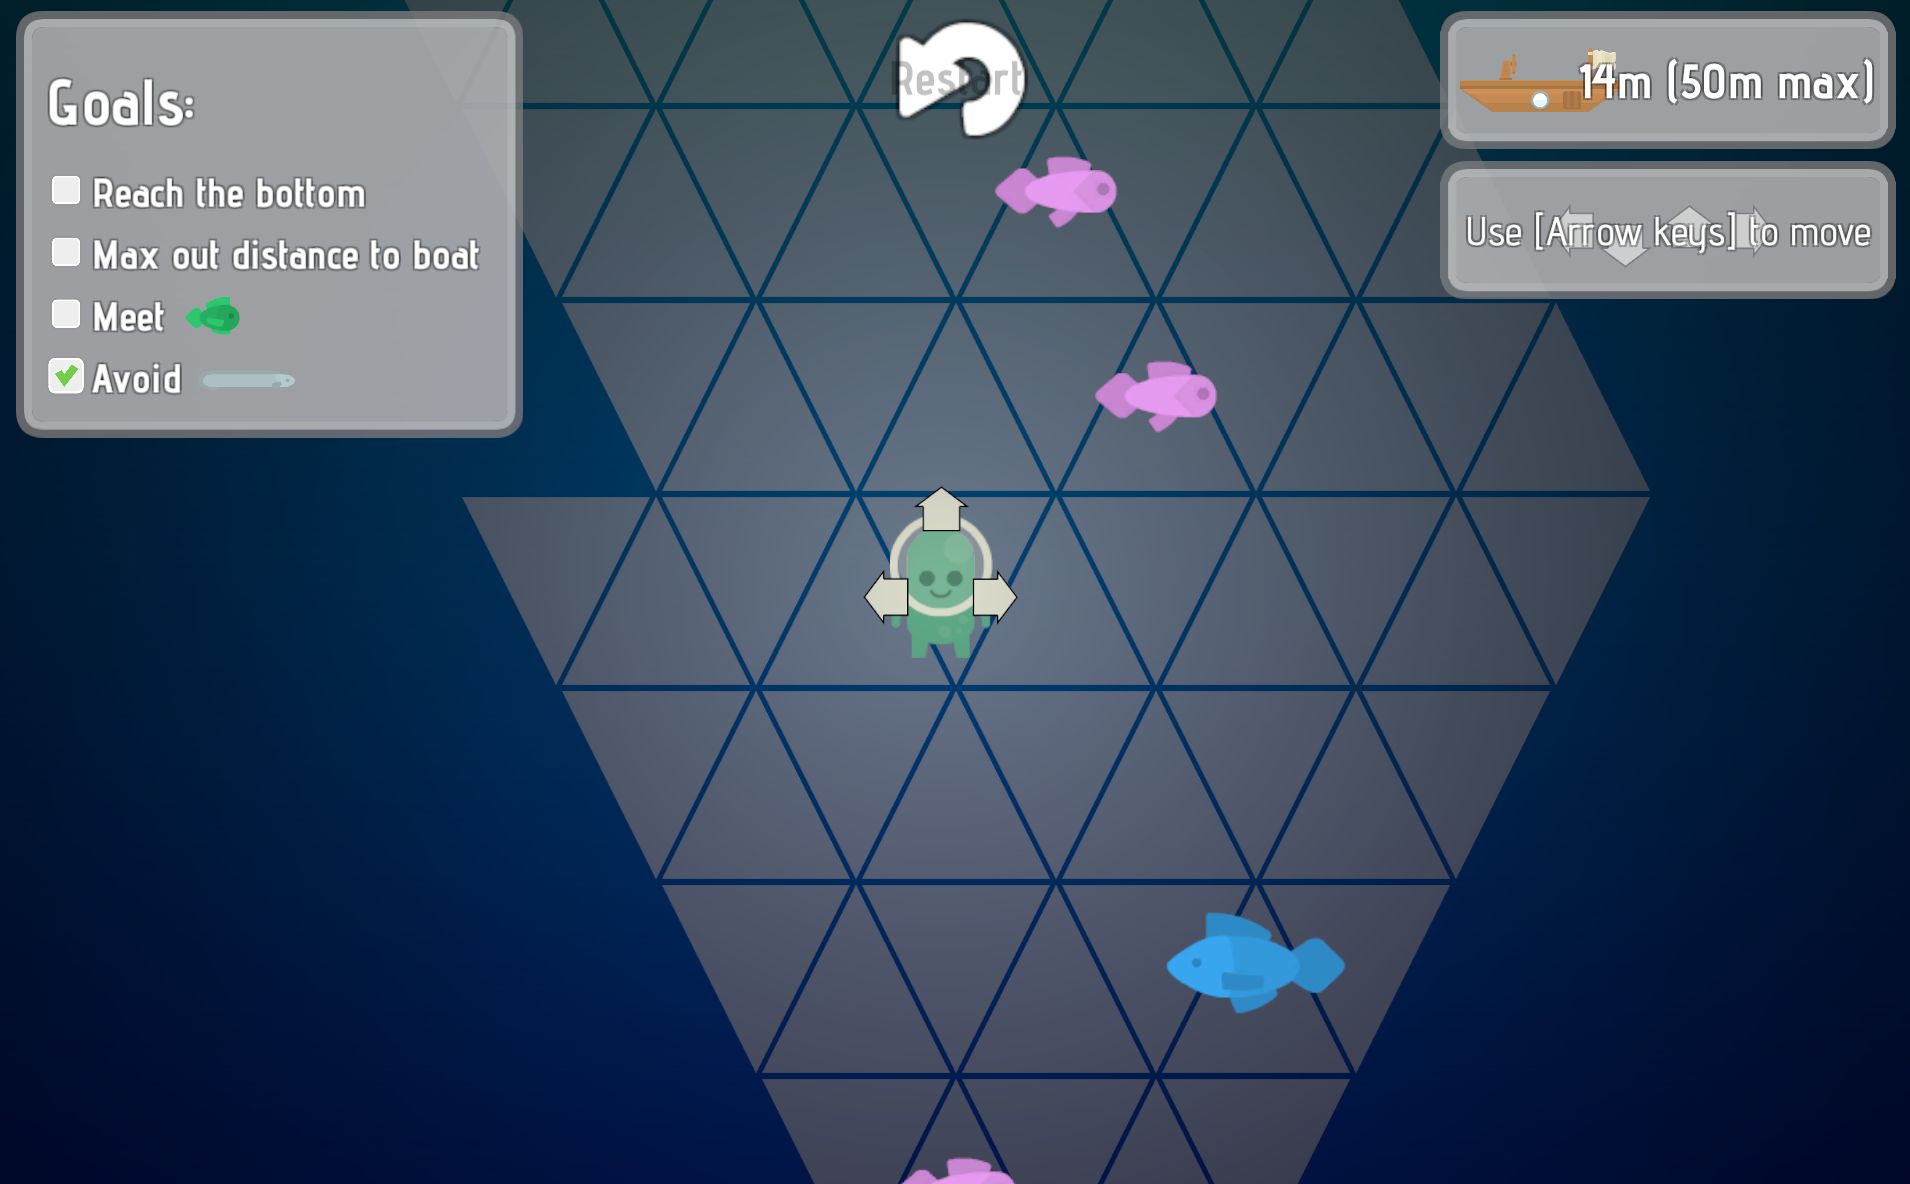 Goals:
Reach the bottom
Max out distance to boat
Meet
Avoid
Restart
14m (50m max)
Use [Arrow keys] to move